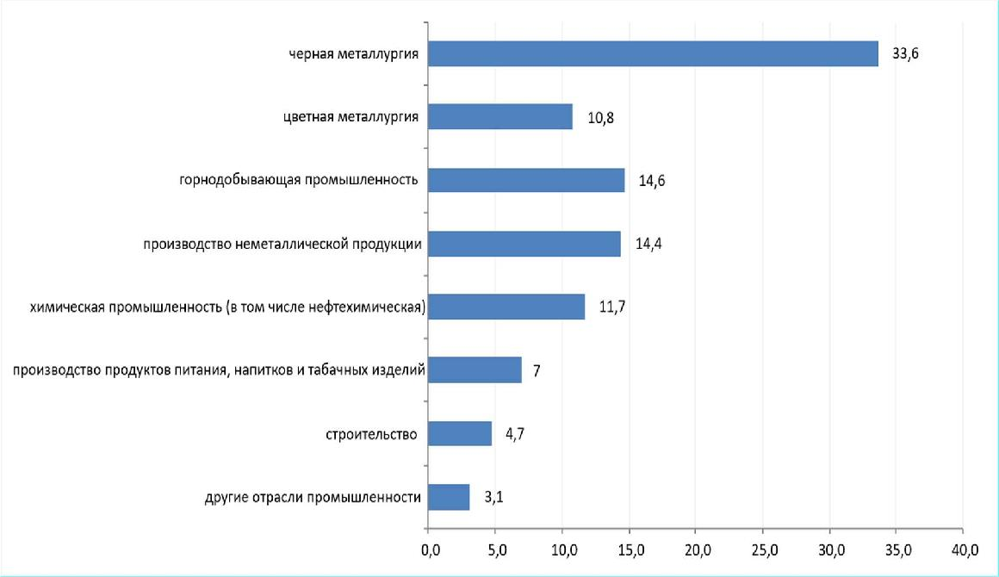 черная металлургия 33,6
цветная металлургия 10,8
горнодобывающая промышленность 14,6
производство неметаллической продукции 14,4
химическая промышленность (в том числе нефтехимическая) 11,7
производство продуктов питания, напитков и табачных изделий 7
строительство 4,7
другие отрасли промышленности 3,1
0,0 5,0 10,0 15,0 20,0 25,0 30,0 35,0 40,0